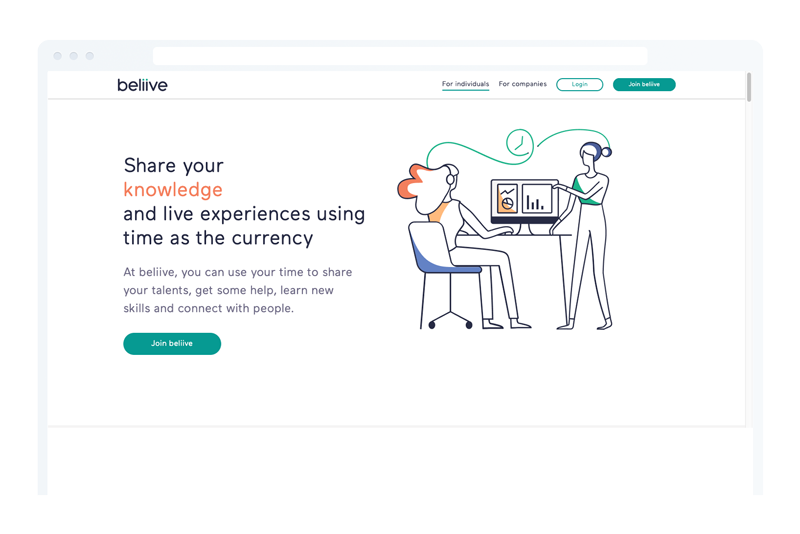 beliive
For individuals
For companies
Login
Join beliive
Share your
knowledge
and live experiences using
time as the currency
At beliive, you can use your time to share
your talents, get some help, learn new
skills and connect with people.
Join beliive